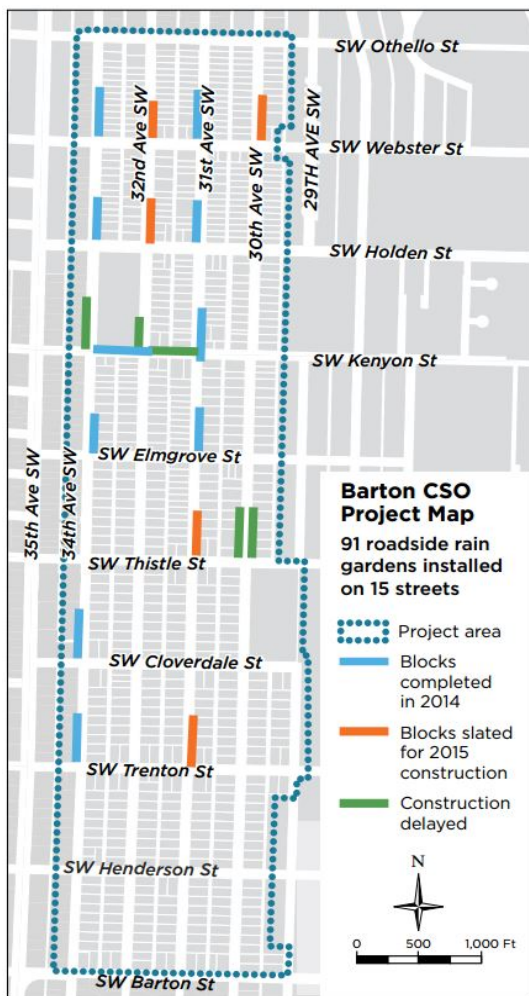 SW Othello St
32nd Ave SW
31st Ave SW
30th Ave SW
29TH AVE SW
SW Webster St
SW Holden St
SW Kenyon St
SW Elmgrove St
35th Ave SW
34th Ave SW
SW Thistle St
SW Cloverdale St
SW Trenton St
SW Henderson St
SW Barton St
Barton CSO
Project Map
91 roadside rain
gardens installed
on 15 streets
Project area
Blocks
completed
in 2014
Blocks slated
for 2015
construction
Construction
delayed
N
0 500 1,000 Ft